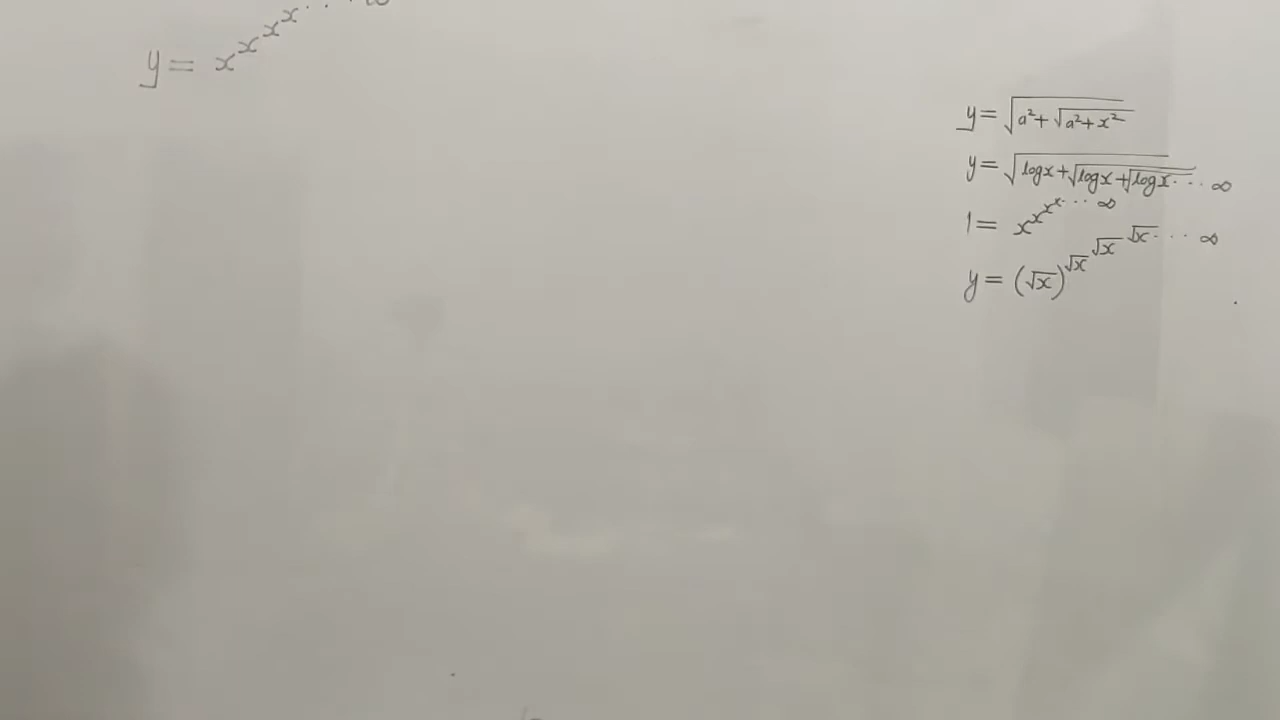 y = x^x^x^x^... ∞
y = √(a² + √(a² + x²))
y = √(log x + √(log x + √(log x ... ∞
1 = x^x^x^x^... ∞
y = (√x)^√x^√x^√x^... ∞